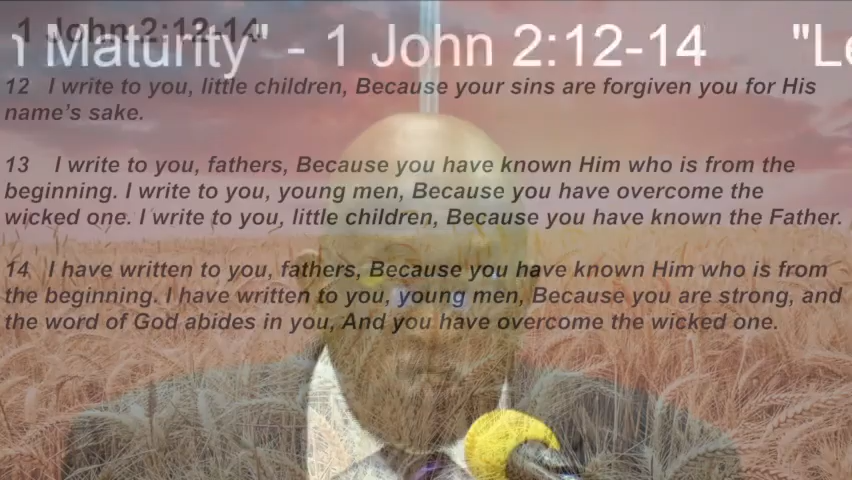 1 John 2:12-14
n Maturity" - 1 John 2:12-14 "Le
12 I write to you, little children, Because your sins are forgiven you for His
name's sake.
13 I write to you, fathers, Because you have known Him who is from the
beginning. I write to you, young men, Because you have overcome the
wicked one. I write to you, little children, Because you have known the Father.
14 I have written to you, fathers, Because you have known Him who is from
the beginning. I have written to you, young men, Because you are strong, and
the word of God abides in you, And you have overcome the wicked one.